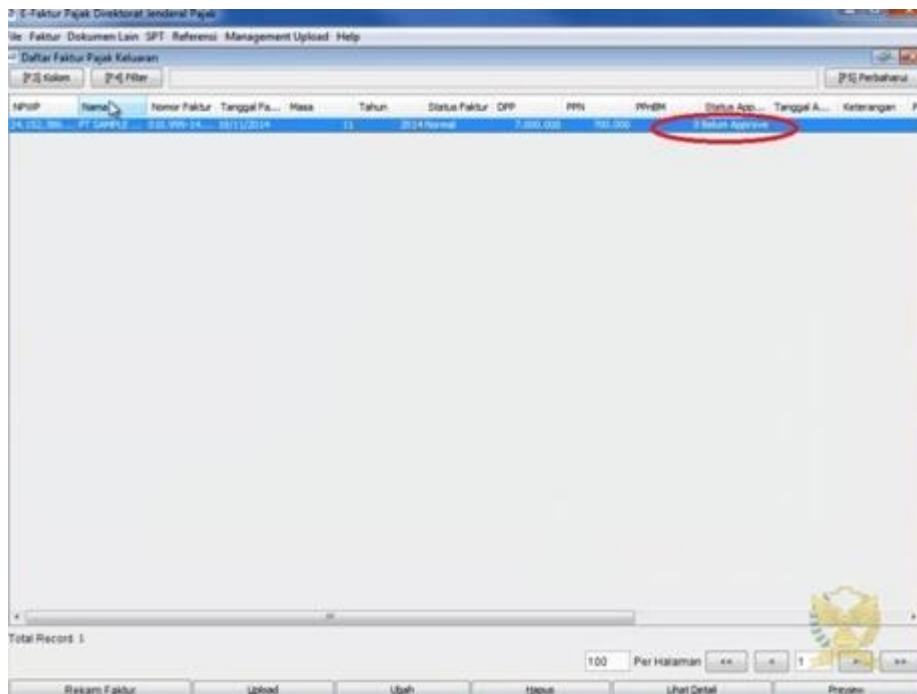 E-Faktur Pajak Direktorat Jenderal Pajak
File Faktur Dokumen Lain SPT Referensi Management Upload Help
Daftar Faktur Pajak Keluaran
[F3] Kolom [F4] Filter [F5] Perbaharui
NPWP Nama Nomor Faktur Tanggal Fa... Masa Tahun Status Faktur DPP PPN PPnBM Status App... Tanggal A... Keterangan
PT SAMPLE ... 11 2014 Normal 7.000.000 700.000 0 Belum Approve
Total Record 1
100 Per Halaman << < 1 > >>
Rekam Faktur Upload Ubah Hapus Lihat Detail Preview